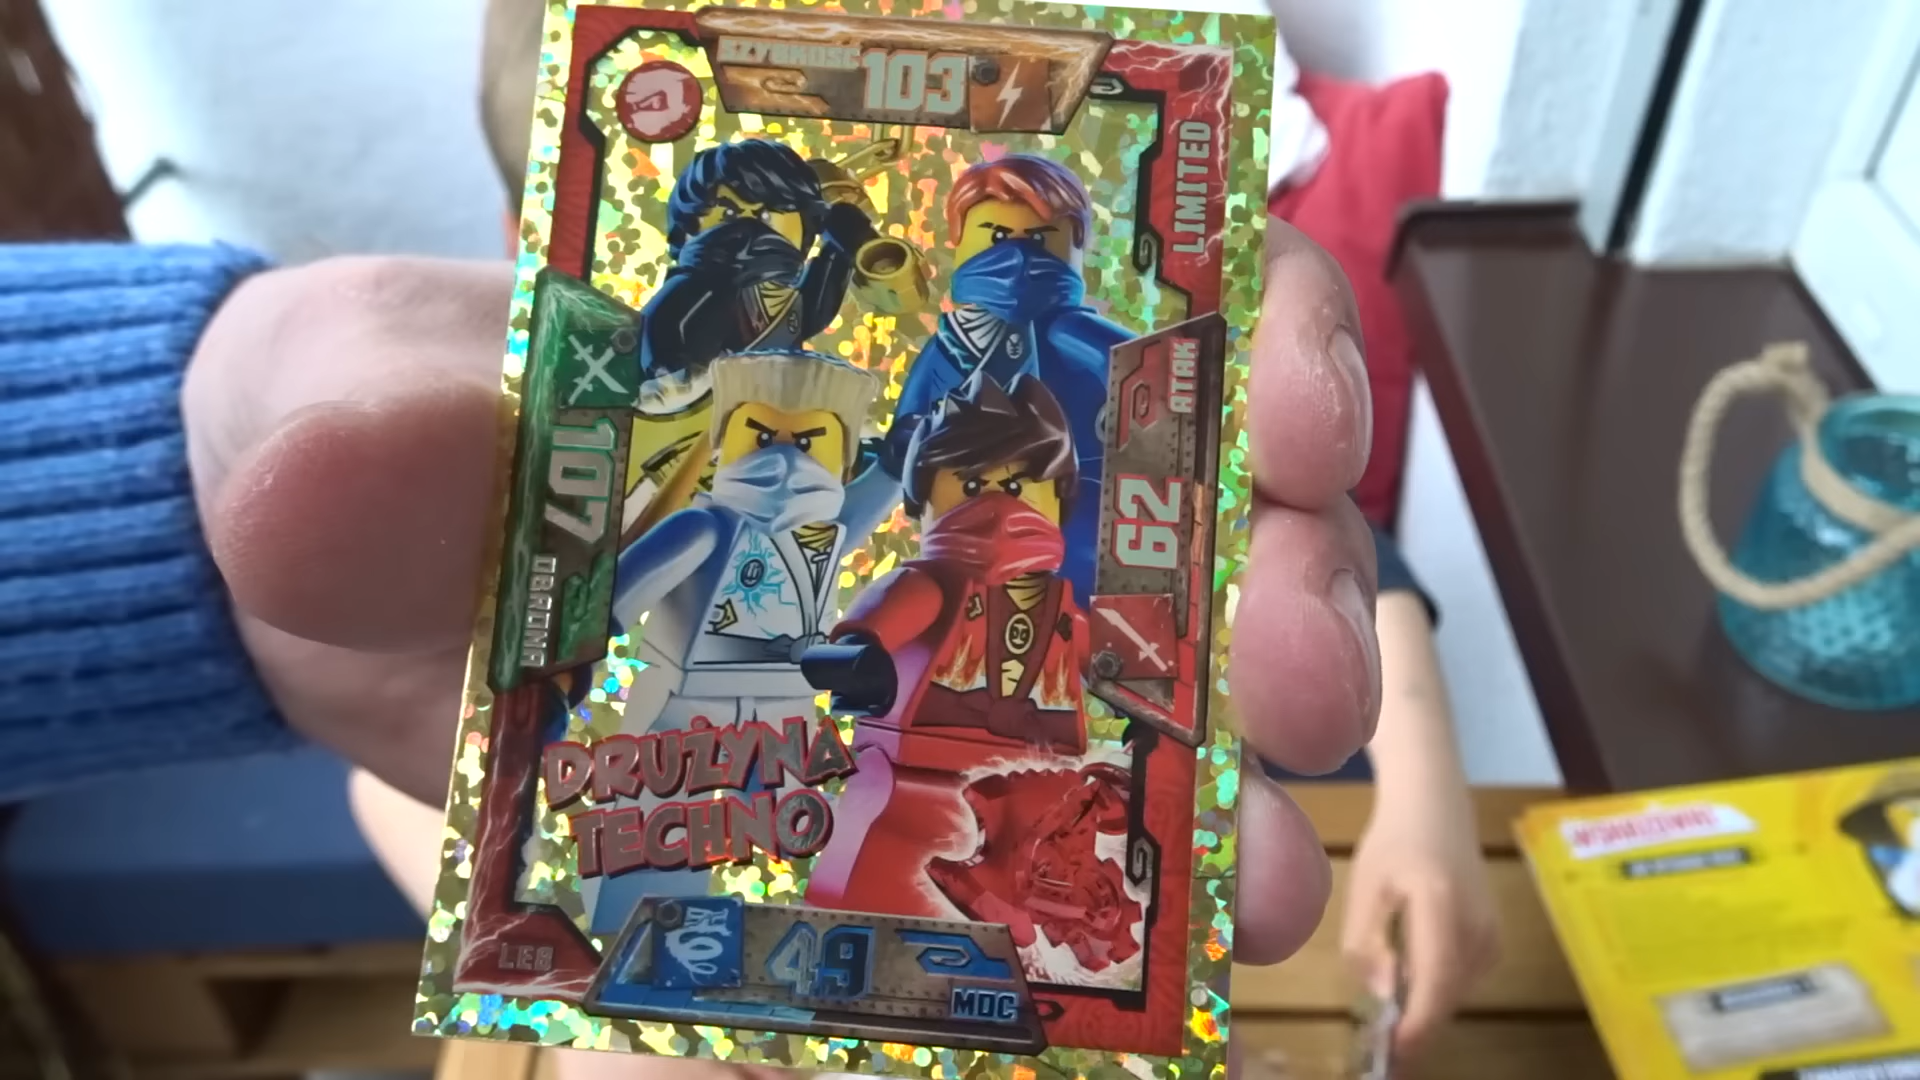 SZYBKOŚĆ 103
LIMITED
107 OBRONA
ATAK
62
DRUŻYNA
TECHNO
LE8
49
MOC